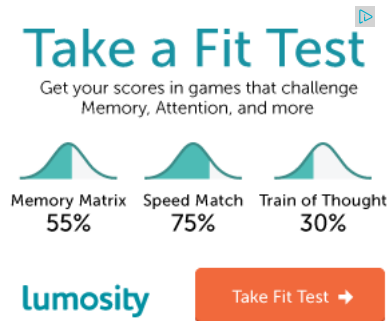 Take a Fit Test
Get your scores in games that challenge
Memory, Attention, and more
Memory Matrix
55%
Speed Match
75%
Train of Thought
30%
lumosity
Take Fit Test